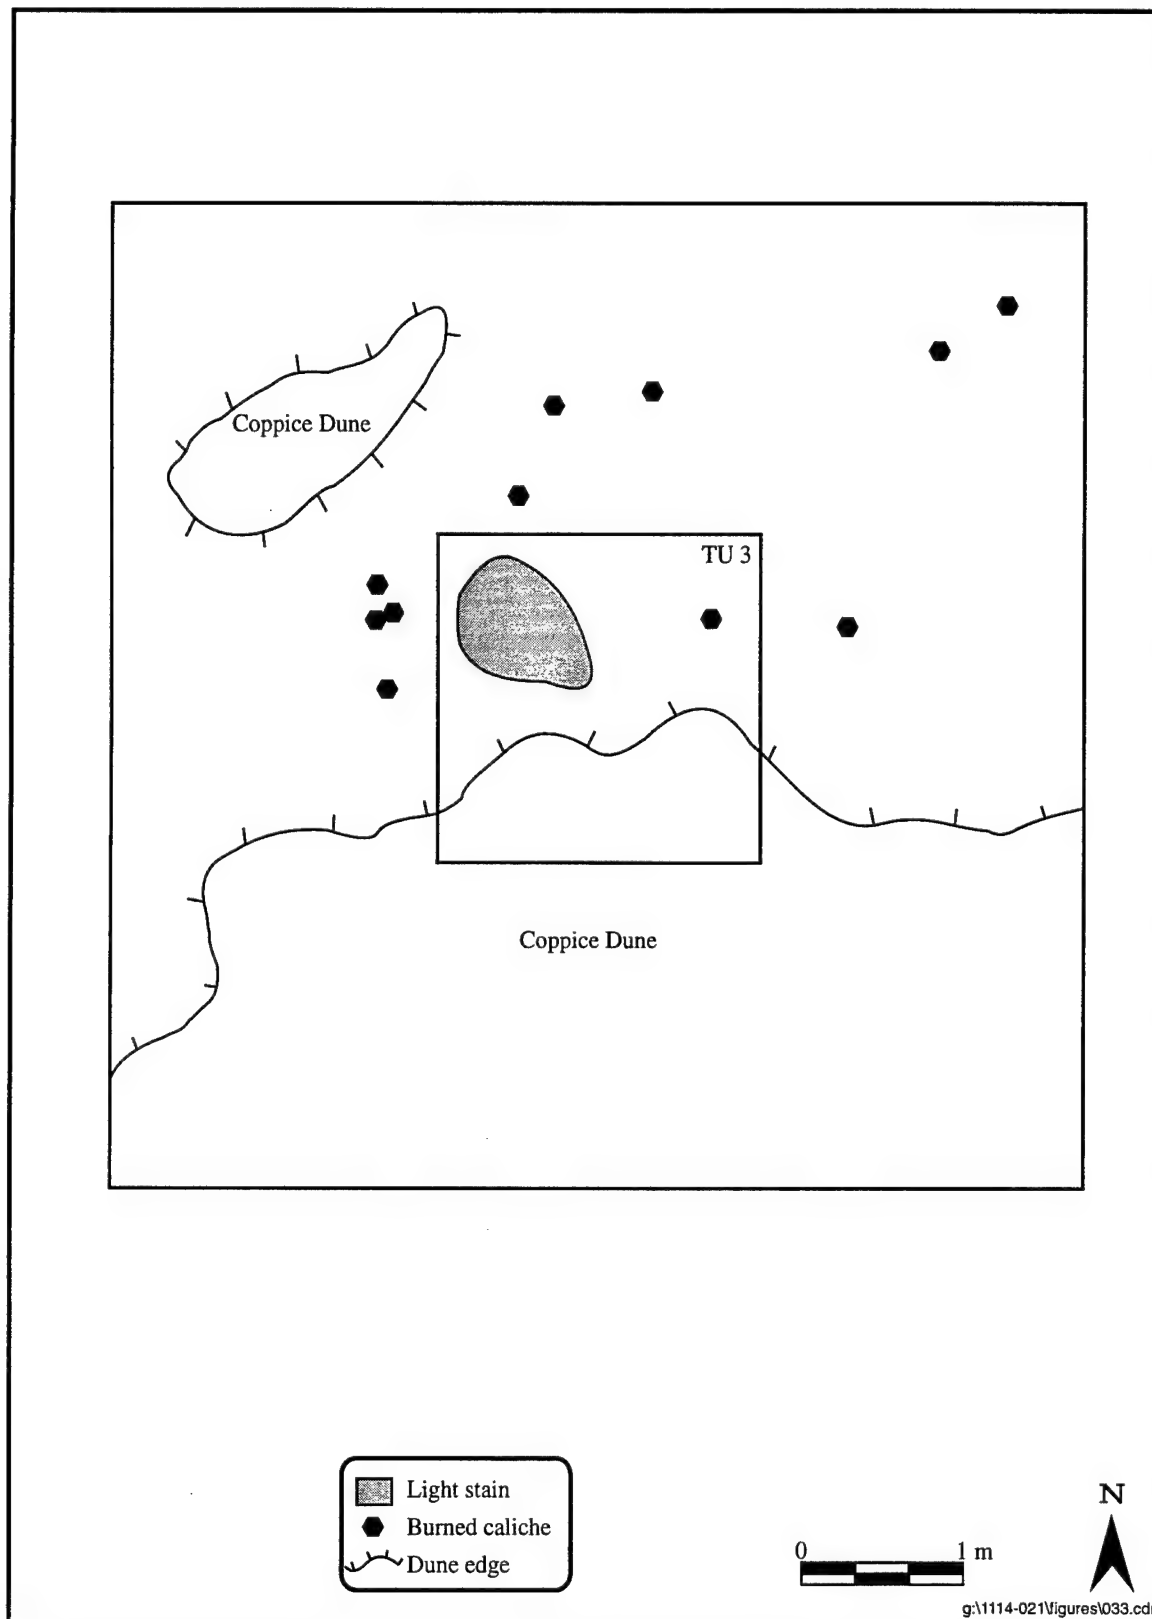 Coppice Dune
TU 3
Coppice Dune
Light stain
Burned caliche
Dune edge
N
0 1 m
g:\1114-021\figures\033.cdr